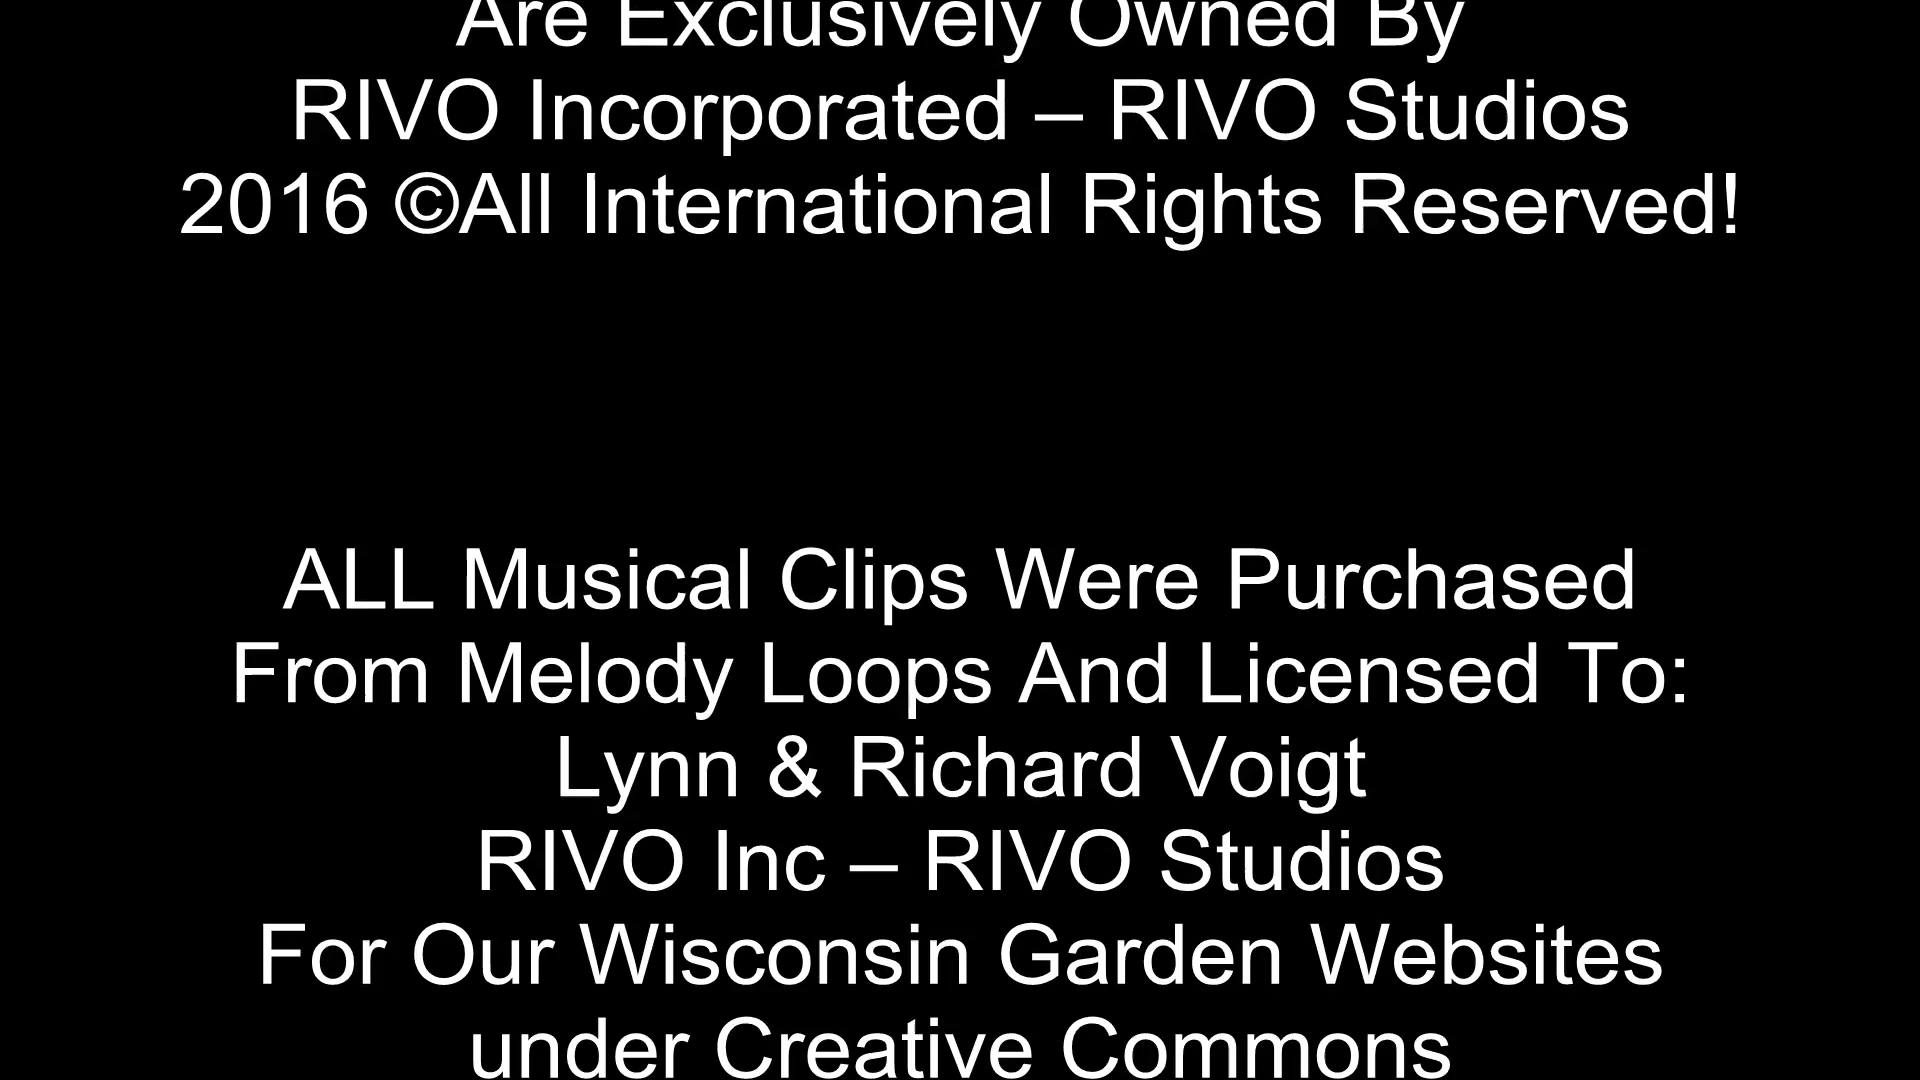 Are Exclusively Owned By
RIVO Incorporated – RIVO Studios
2016 ©All International Rights Reserved!
ALL Musical Clips Were Purchased
From Melody Loops And Licensed To:
Lynn & Richard Voigt
RIVO Inc – RIVO Studios
For Our Wisconsin Garden Websites
under Creative Commons